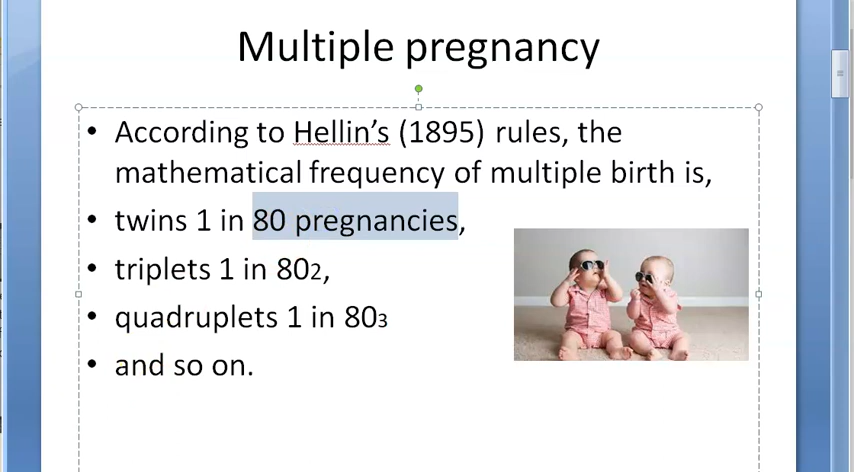 Multiple pregnancy
• According to Hellin's (1895) rules, the
mathematical frequency of multiple birth is,
• twins 1 in 80 pregnancies,
• triplets 1 in 802,
• quadruplets 1 in 803
• and so on.